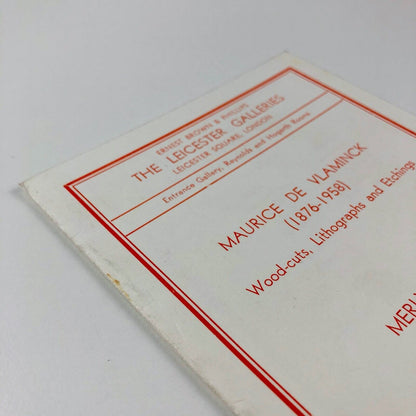 ERNEST BROWN & PHILLIPS
THE LEICESTER GALLERIES
LEICESTER SQUARE, LONDON
Entrance Gallery, Reynolds and Hogarth Rooms
MAURICE DE VLAMINCK
(1876-1958)
Wood-cuts, Lithographs and Etchings